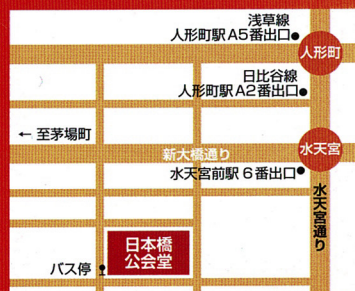 浅草線
人形町駅A5番出口
人形町
日比谷線
人形町駅A2番出口
← 至茅場町
新大橋通り
水天宮
水天宮前駅 6番出口
水天宮通り
日本橋
公会堂
バス停